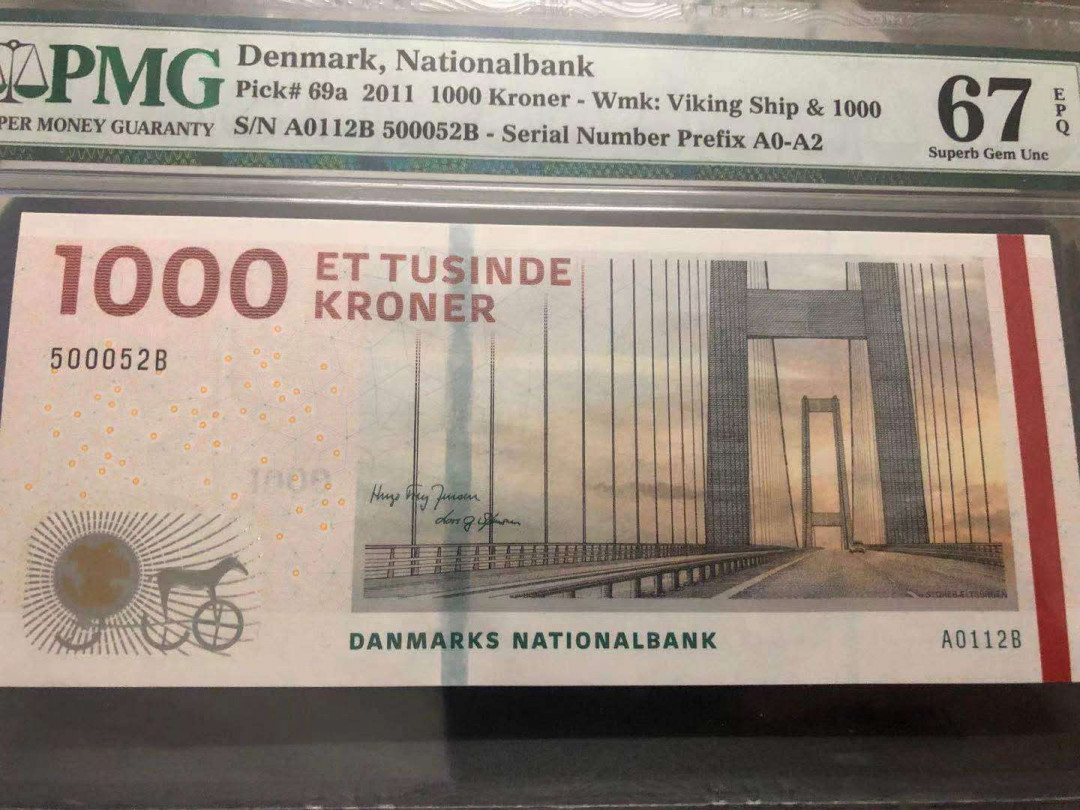 PMG
PER MONEY GUARANTY
Denmark, Nationalbank
Pick# 69a 2011 1000 Kroner - Wmk: Viking Ship & 1000
S/N A0112B 500052B - Serial Number Prefix A0-A2
67
EPQ
Superb Gem Unc
1000
ET TUSINDE
KRONER
500052B
STOREBÆLTSBROEN
DANMARKS NATIONALBANK
A0112B